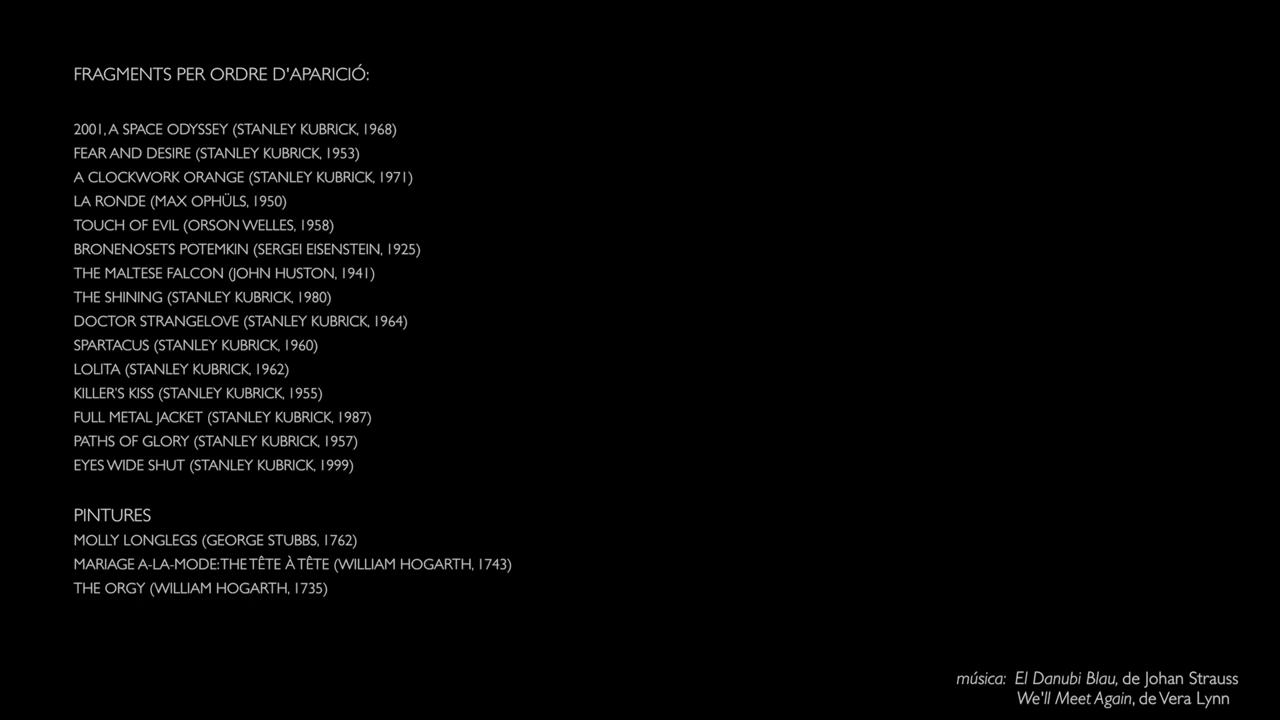 FRAGMENTS PER ORDRE D'APARICIÓ:
2001, A SPACE ODYSSEY (STANLEY KUBRICK, 1968)
FEAR AND DESIRE (STANLEY KUBRICK, 1953)
A CLOCKWORK ORANGE (STANLEY KUBRICK, 1971)
LA RONDE (MAX OPHÜLS, 1950)
TOUCH OF EVIL (ORSON WELLES, 1958)
BRONENOSETS POTEMKIN (SERGEI EISENSTEIN, 1925)
THE MALTESE FALCON (JOHN HUSTON, 1941)
THE SHINING (STANLEY KUBRICK, 1980)
DOCTOR STRANGELOVE (STANLEY KUBRICK, 1964)
SPARTACUS (STANLEY KUBRICK, 1960)
LOLITA (STANLEY KUBRICK, 1962)
KILLER'S KISS (STANLEY KUBRICK, 1955)
FULL METAL JACKET (STANLEY KUBRICK, 1987)
PATHS OF GLORY (STANLEY KUBRICK, 1957)
EYES WIDE SHUT (STANLEY KUBRICK, 1999)
PINTURES
MOLLY LONGLEGS (GEORGE STUBBS, 1762)
MARIAGE A-LA-MODE: THE TÊTE À TÊTE (WILLIAM HOGARTH, 1743)
THE ORGY (WILLIAM HOGARTH, 1735)
música: El Danubi Blau, de Johan Strauss
We'll Meet Again, de Vera Lynn